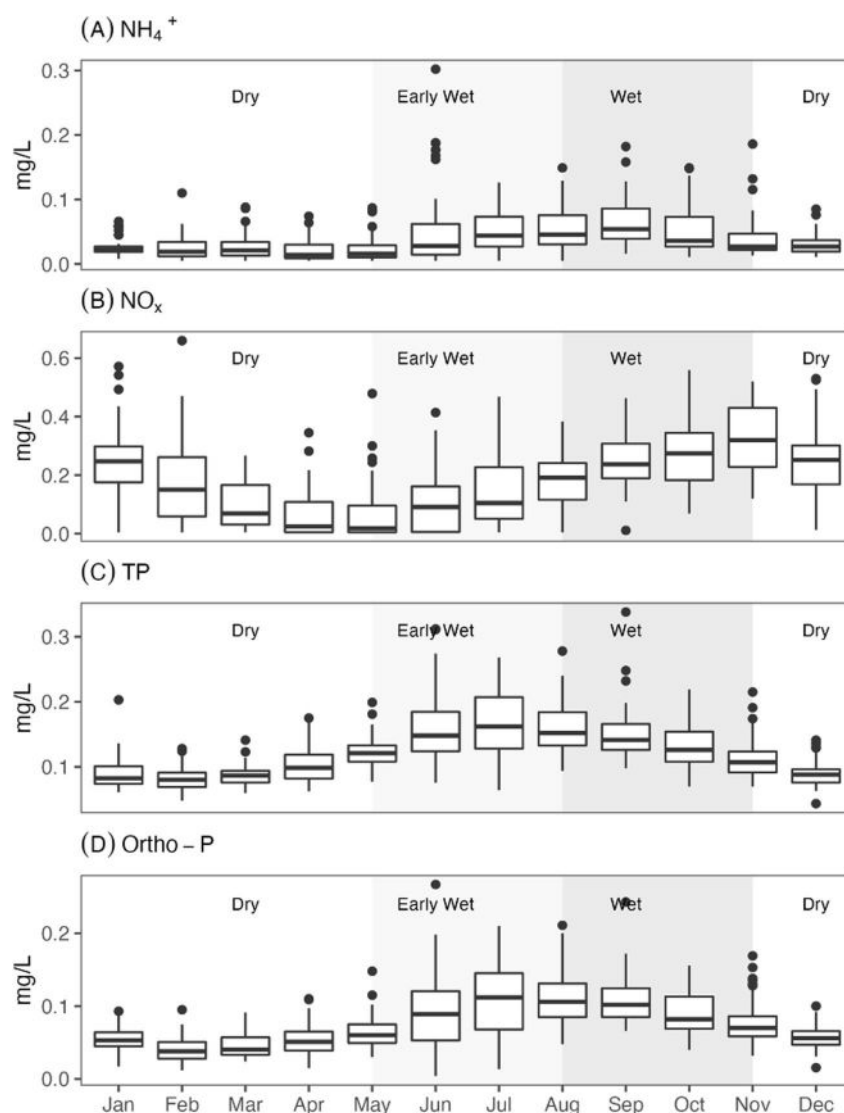 (A) NH₄⁺
mg/L
0.3
0.2
0.1
0.0
Dry Early Wet Wet Dry
(B) NOₓ
mg/L
0.6
0.4
0.2
0.0
Dry Early Wet Wet Dry
(C) TP
mg/L
0.3
0.2
0.1
Dry Early Wet Wet Dry
(D) Ortho – P
mg/L
0.2
0.1
0.0
Dry Early Wet Wet Dry
Jan Feb Mar Apr May Jun Jul Aug Sep Oct Nov Dec